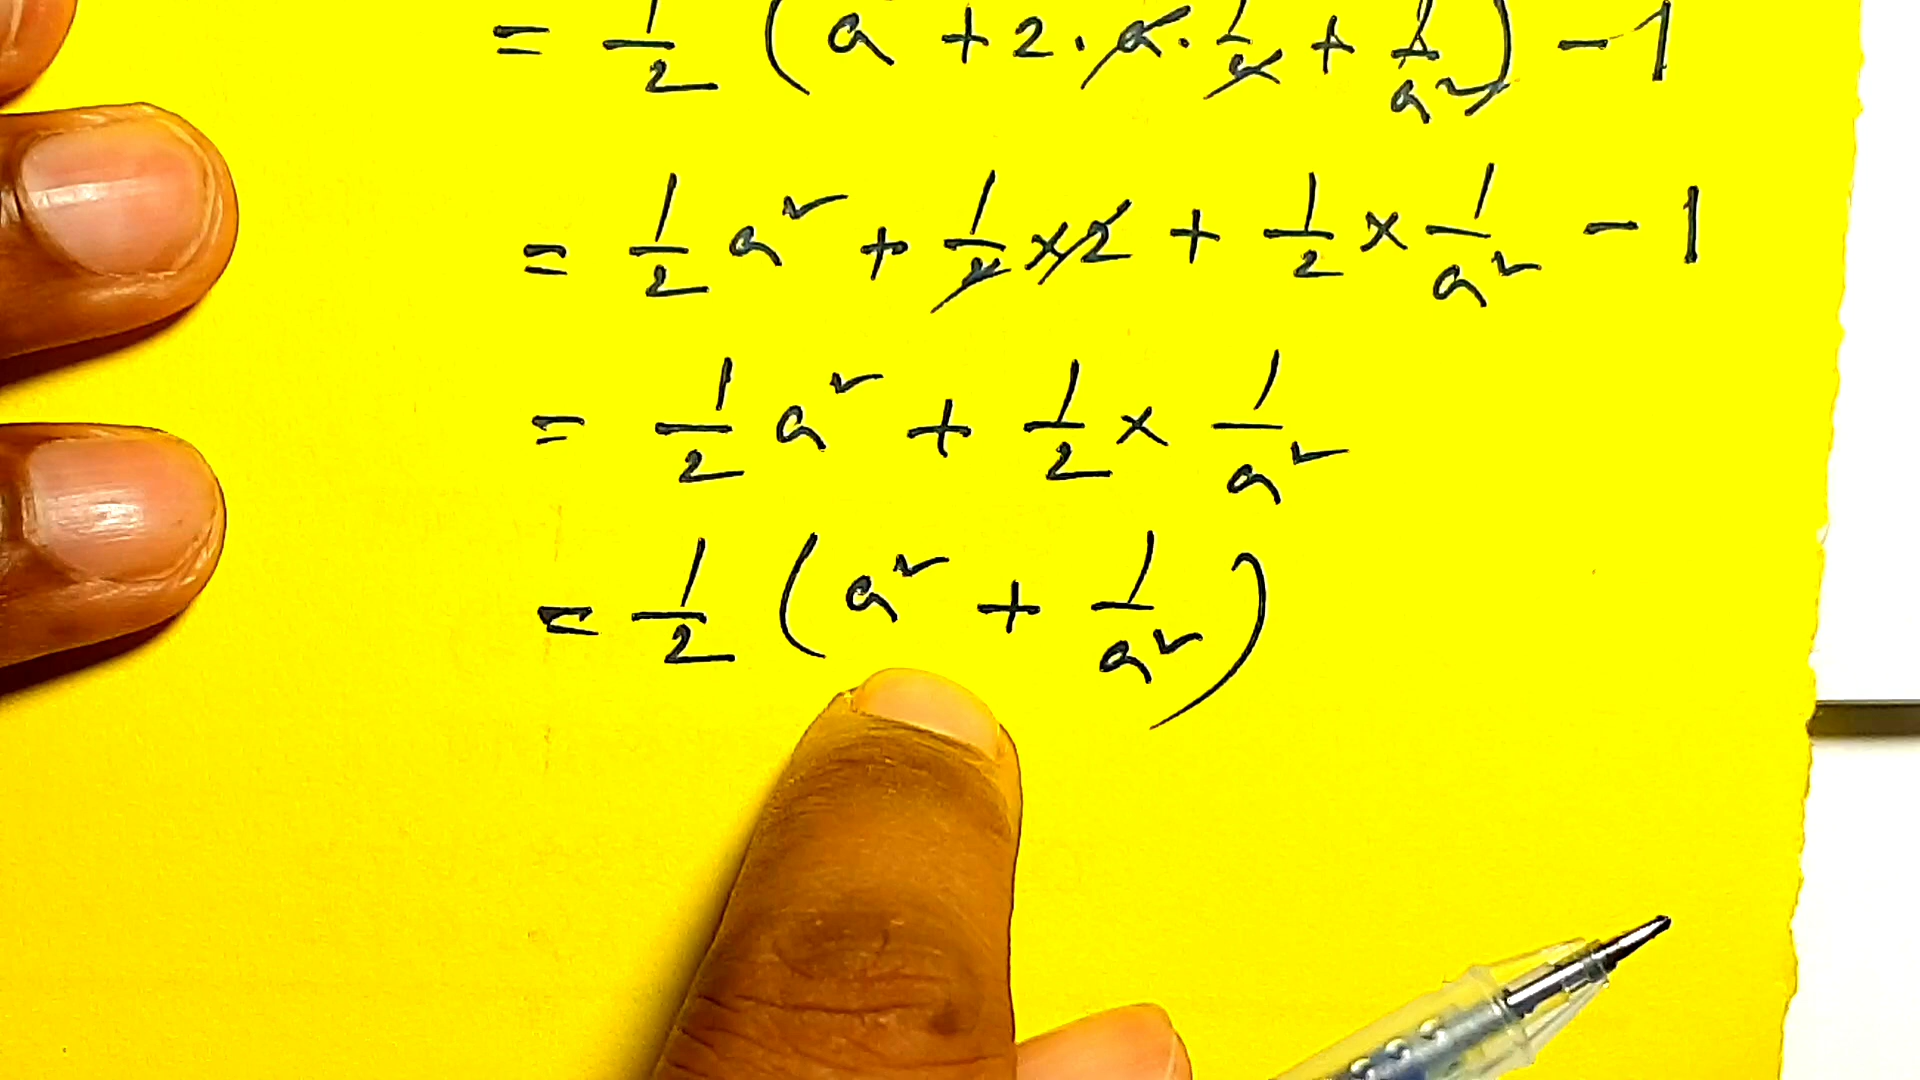 = 1/2 (a² + 2 . a . 1/a + 1/a²) - 1
= 1/2 a² + 1/2 × 2 + 1/2 × 1/a² - 1
= 1/2 a² + 1/2 × 1/a²
= 1/2 (a² + 1/a²)